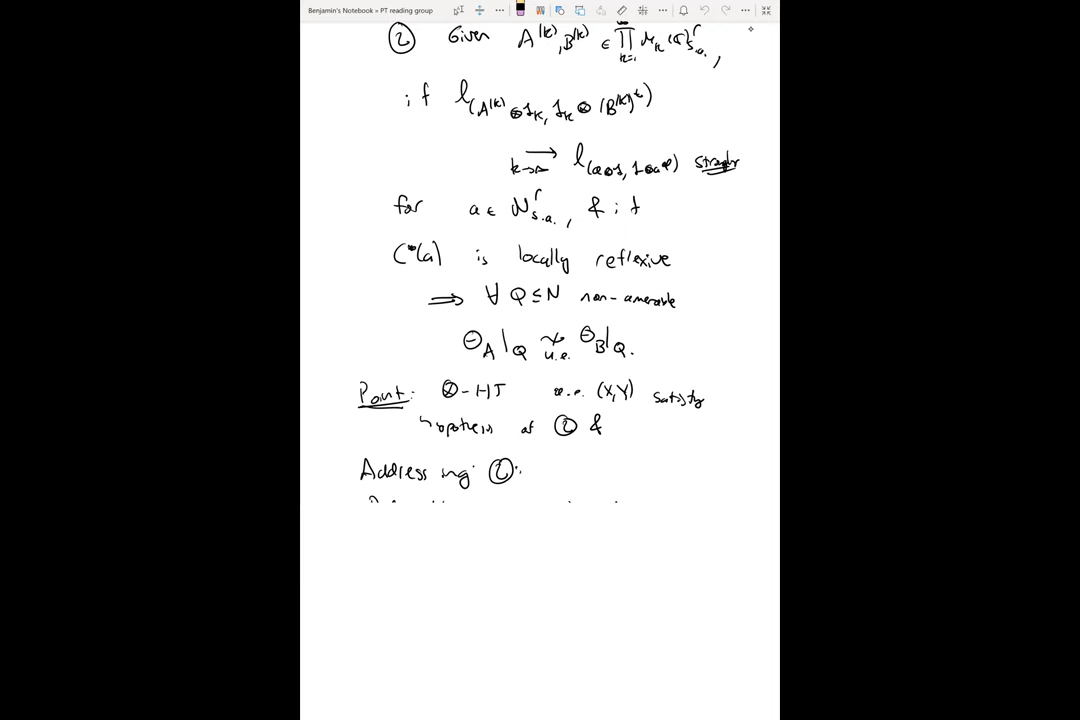 Benjamin's Notebook » PT reading group
② Given A^(k), B^(k) ∈ ∏_{k=1}^∞ M_k(ℂ)^r_{s.a.},
if ℓ_(A^(k) ⊗ 1_k, 1_k ⊗ (B^(k))^t)
→_{k→∞} ℓ_(a⊗1, 1⊗a^op) strongly
for a ∈ N^r_{s.a.}, & if
C*(a) is locally reflexive
⟹ ∀ Q ≤ N non-amenable
Θ_A|_Q ≁_{u.e.} Θ_B|_Q.
Point: ⊗-HT a.e. (X,Y) satisfy
hypothesis of ② &
Addressing ②: